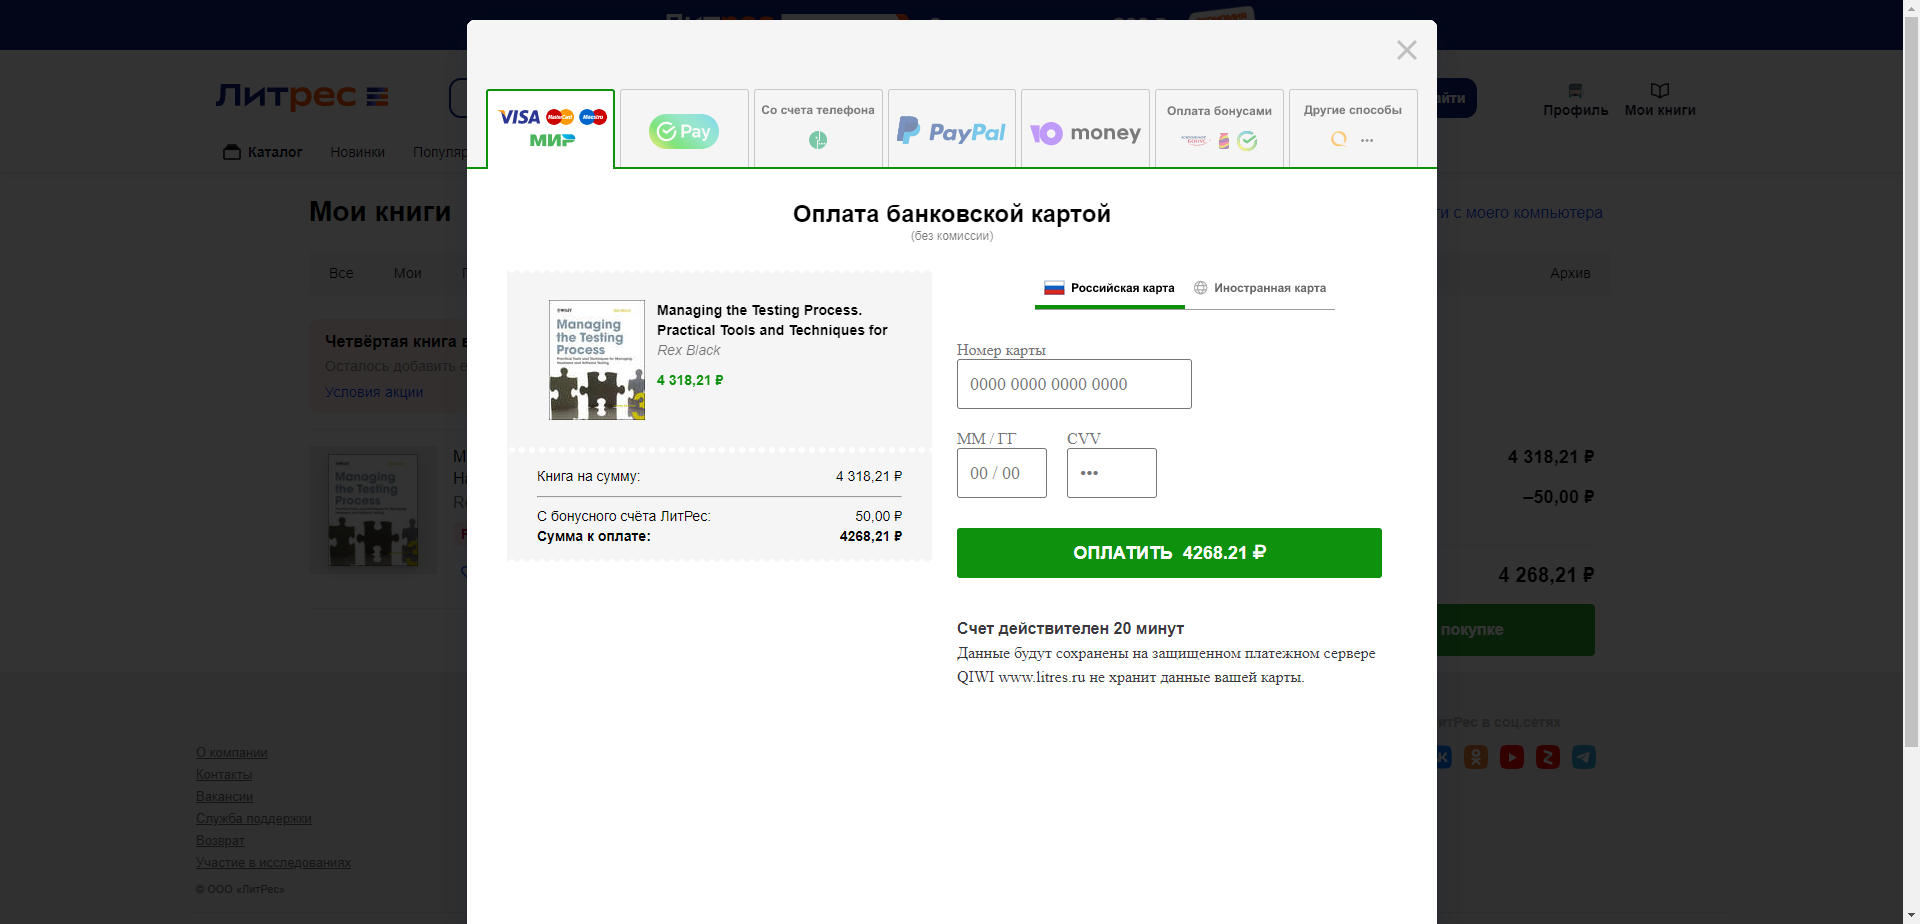 ЛитРес
йти
Профиль
Мои книги
Каталог
Новинки
Популяр
VISA MasterCard Maestro
МИР
Pay
Со счета телефона
PayPal
Ю money
Оплата бонусами
Другие способы
Мои книги
ти с моего компьютера
Оплата банковской картой
(без комиссии)
Все
Мои
Архив
Российская карта
Иностранная карта
Managing the Testing Process.
Practical Tools and Techniques for
Rex Black
4 318,21 ₽
WILEY
Managing
the Testing
Process
Четвёртая книга в
Осталось добавить е
Условия акции
Номер карты
0000 0000 0000 0000
ММ / ГГ
CVV
00 / 00
•••
Книга на сумму:
4 318,21 ₽
С бонусного счёта ЛитРес:
50,00 ₽
Сумма к оплате:
4268,21 ₽
ОПЛАТИТЬ 4268.21 ₽
Счет действителен 20 минут
Данные будут сохранены на защищенном платежном сервере
QIWI www.litres.ru не хранит данные вашей карты.
Managing
the Testing
Process
4 318,21 ₽
–50,00 ₽
4 268,21 ₽
покупке
итРес в соц.сетях
О компании
Контакты
Вакансии
Служба поддержки
Возврат
Участие в исследованиях
© ООО «ЛитРес»